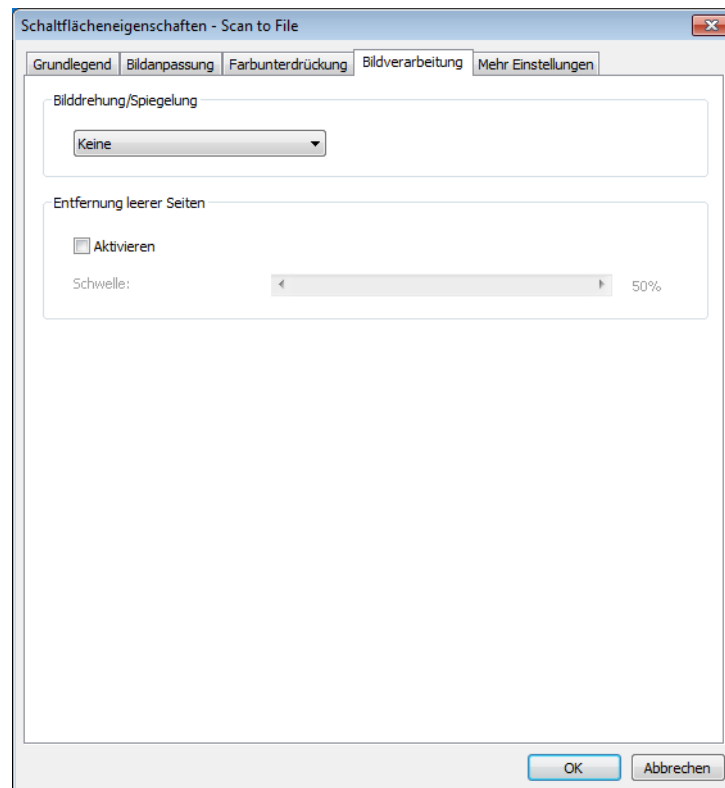 Schaltflächeneigenschaften - Scan to File
Grundlegend Bildanpassung Farbunterdrückung Bildverarbeitung Mehr Einstellungen
Bilddrehung/Spiegelung
Keine
Entfernung leerer Seiten
Aktivieren
Schwelle: 50%
OK Abbrechen